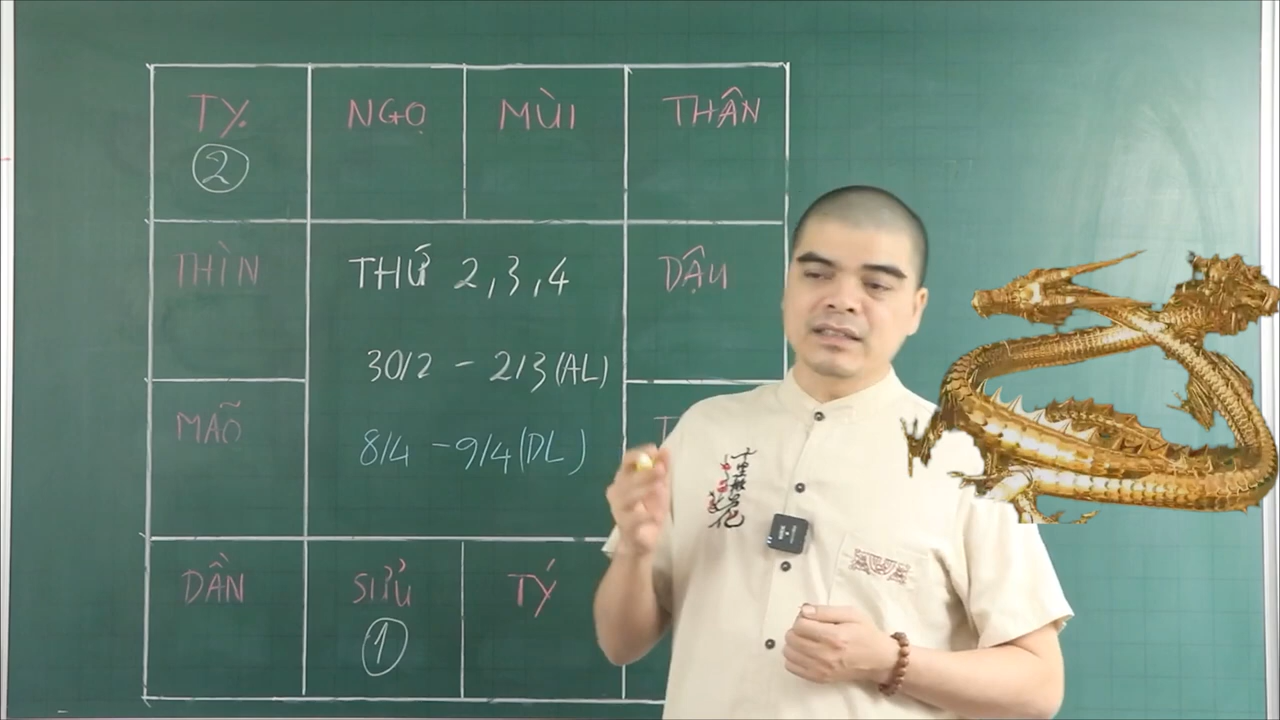 TỴ
NGỌ
MÙI
THÂN
2
THÌN
THỨ 2,3,4
DẬU
30/2 - 2/3 (AL)
MÃO
8/4 - 9/4 (DL)
DẦN
SỬU
TÝ
1